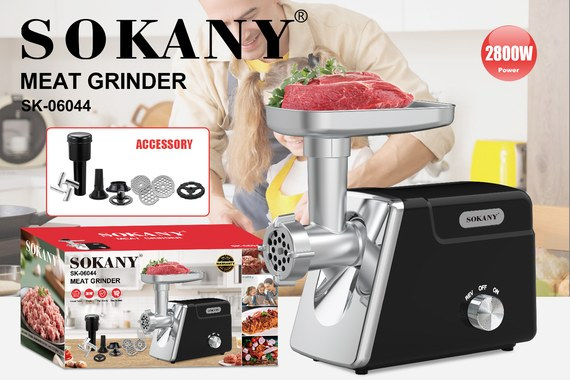 SOKANY®
MEAT GRINDER
SK-06044
2800W
Power
ACCESSORY
SOKANY
REV OFF ON
SOKANY
MEAT GRINDER
SOKANY
SK-06044
MEAT GRINDER
WARRANTY